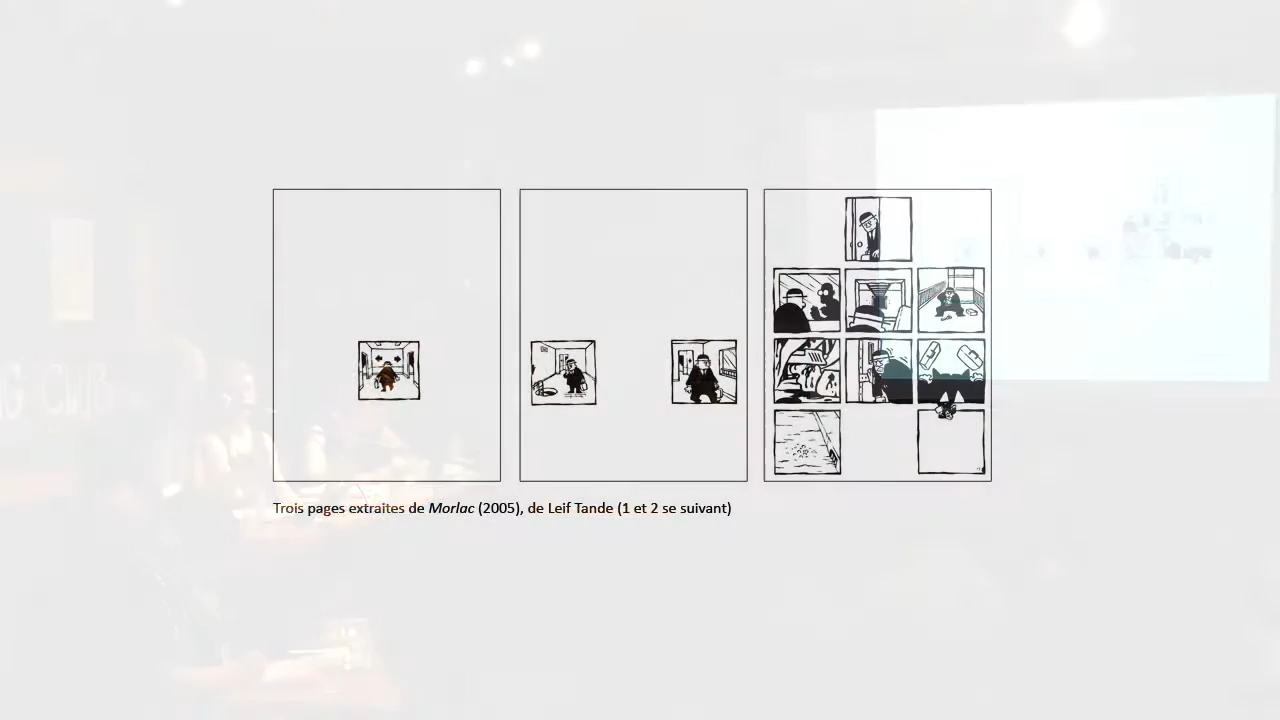 Trois pages extraites de Morlac (2005), de Leif Tande (1 et 2 se suivant)